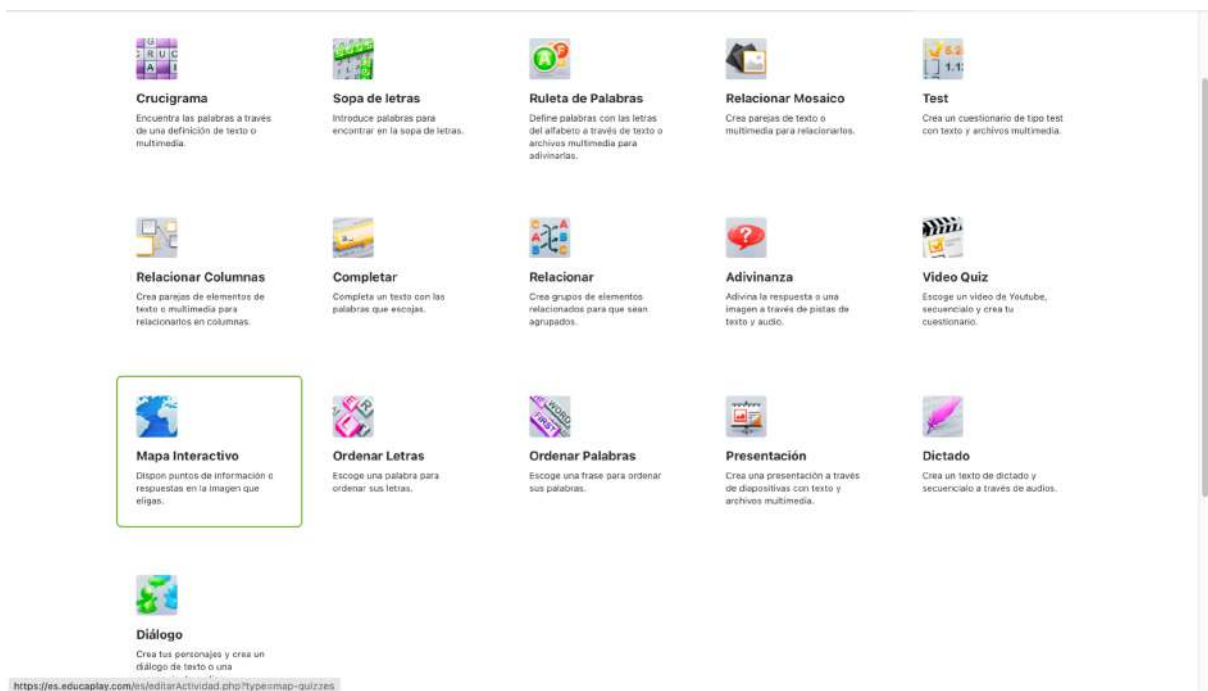 Crucigrama
Encuentra las palabras a través
de una definición de texto o
multimedia.
Sopa de letras
Introduce palabras para
encontrar en la sopa de letras.
Ruleta de Palabras
Define palabras con las letras
del alfabeto a través de texto o
archivos multimedia para
adivinarlas.
Relacionar Mosaico
Crea parejas de texto o
multimedia para relacionarlos.
Test
Crea un cuestionario de tipo test
con texto y archivos multimedia.
Relacionar Columnas
Crea parejas de elementos de
texto o multimedia para
relacionarlos en columnas.
Completar
Completa un texto con las
palabras que escojas.
Relacionar
Crea grupos de elementos
relacionados para que sean
agrupados.
Adivinanza
Adivina la respuesta o una
imagen a través de pistas de
texto y audio.
Video Quiz
Escoge un video de Youtube,
secuencialo y crea tu
cuestionario.
Mapa Interactivo
Dispon puntos de información o
respuestas en la imagen que
eligas.
Ordenar Letras
Escoge una palabra para
ordenar sus letras.
Ordenar Palabras
Escoge una frase para ordenar
sus palabras.
Presentación
Crea una presentación a través
de diapositivas con texto y
archivos multimedia.
Dictado
Crea un texto de dictado y
secuencialo a través de audios.
Diálogo
Crea tus personajes y crea un
diálogo de texto o una
https://es.educaplay.com/es/editarActividad.php?type=map-quizzes